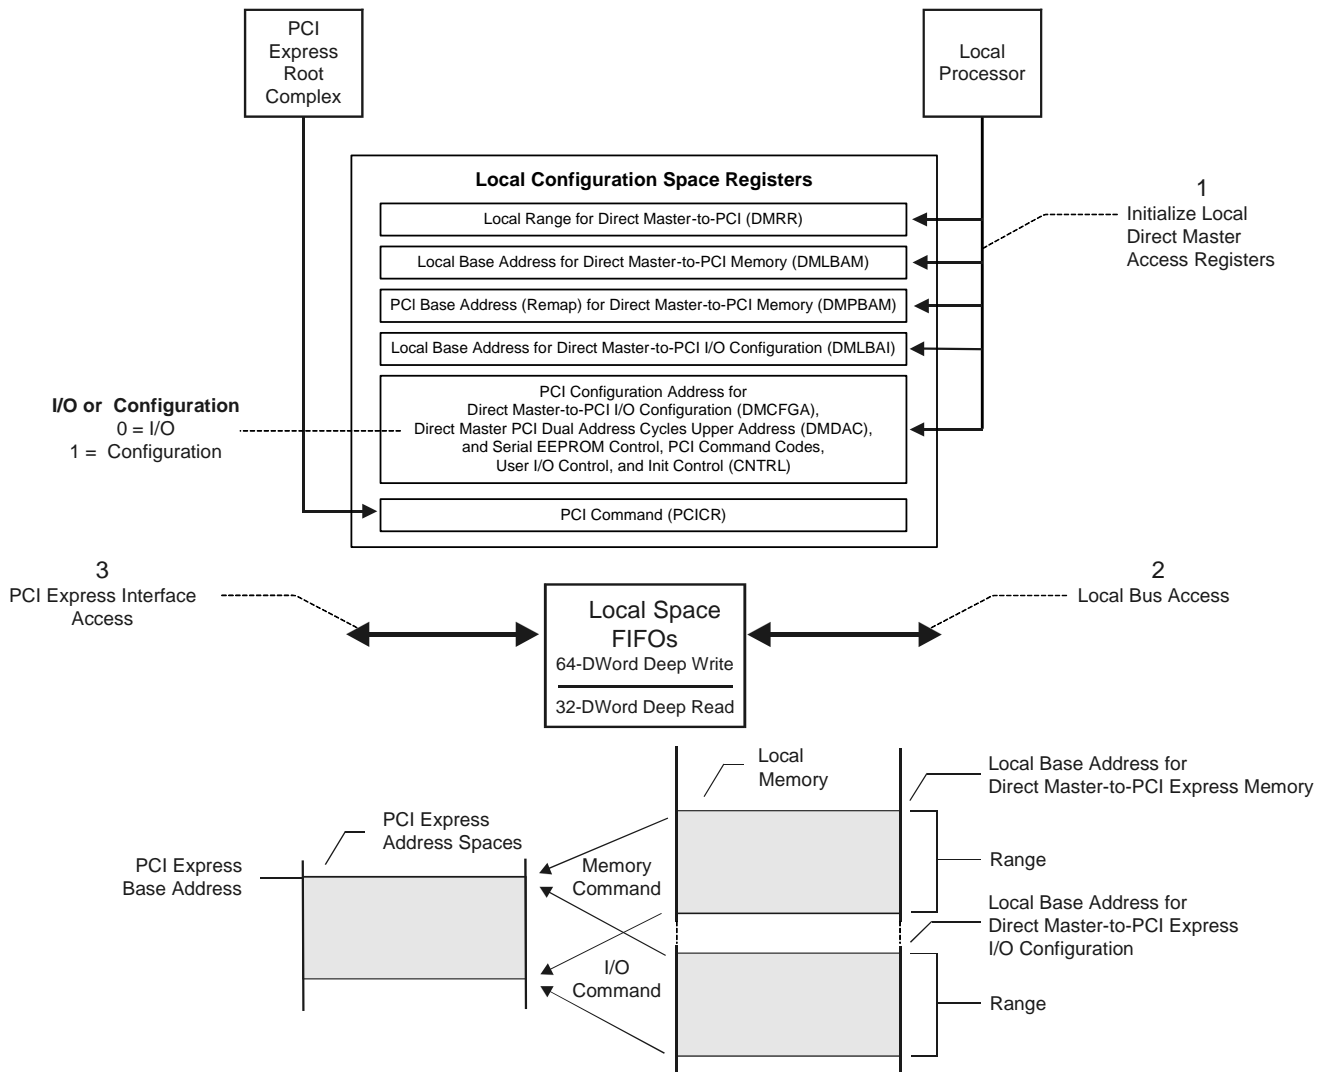 PCI
Express
Root
Complex
Local
Processor
Local Configuration Space Registers
Local Range for Direct Master-to-PCI (DMRR)
Local Base Address for Direct Master-to-PCI Memory (DMLBAM)
PCI Base Address (Remap) for Direct Master-to-PCI Memory (DMPBAM)
Local Base Address for Direct Master-to-PCI I/O Configuration (DMLBAI)
PCI Configuration Address for
Direct Master-to-PCI I/O Configuration (DMCFGA),
Direct Master PCI Dual Address Cycles Upper Address (DMDAC),
and Serial EEPROM Control, PCI Command Codes,
User I/O Control, and Init Control (CNTRL)
PCI Command (PCICR)
1
Initialize Local
Direct Master
Access Registers
I/O or Configuration
0 = I/O
1 = Configuration
3
PCI Express Interface
Access
Local Space
FIFOs
64-DWord Deep Write
32-DWord Deep Read
2
Local Bus Access
Local
Memory
Local Base Address for
Direct Master-to-PCI Express Memory
PCI Express
Address Spaces
PCI Express
Base Address
Memory
Command
Range
Local Base Address for
Direct Master-to-PCI Express
I/O Configuration
I/O
Command
Range